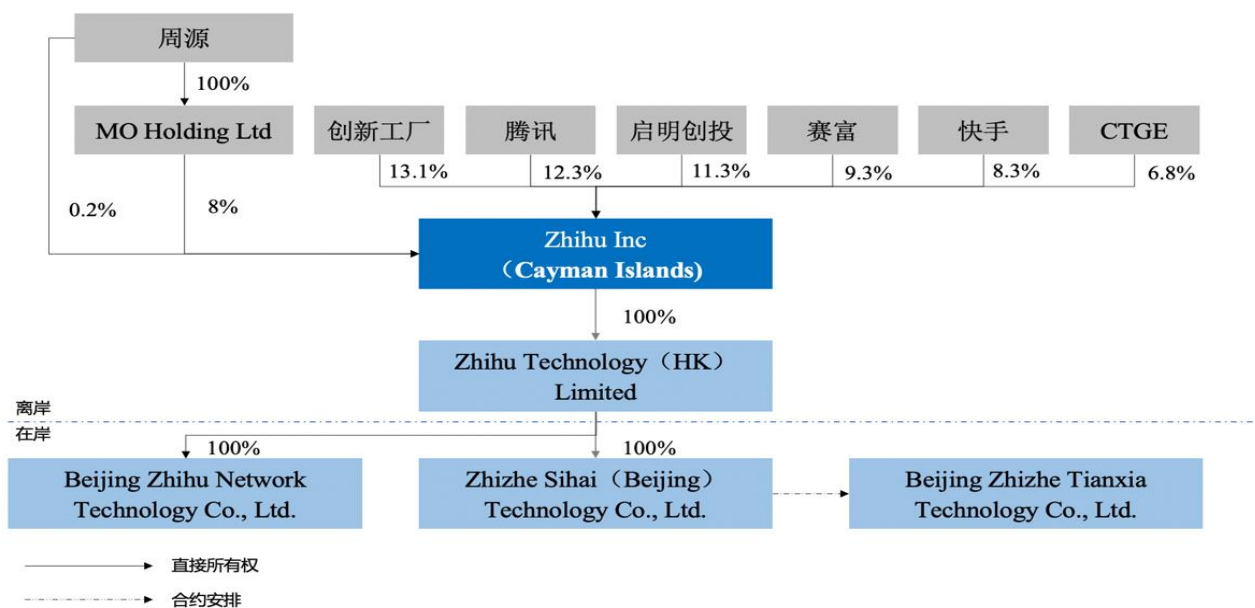 周源
100%
MO Holding Ltd
创新工厂
腾讯
启明创投
赛富
快手
CTGE
13.1%
12.3%
11.3%
9.3%
8.3%
6.8%
0.2%
8%
Zhihu Inc
（Cayman Islands)
100%
Zhihu Technology（HK）
Limited
离岸
在岸
100%
100%
Beijing Zhihu Network
Technology Co., Ltd.
Zhizhe Sihai（Beijing）
Technology Co., Ltd.
Beijing Zhizhe Tianxia
Technology Co., Ltd.
直接所有权
合约安排